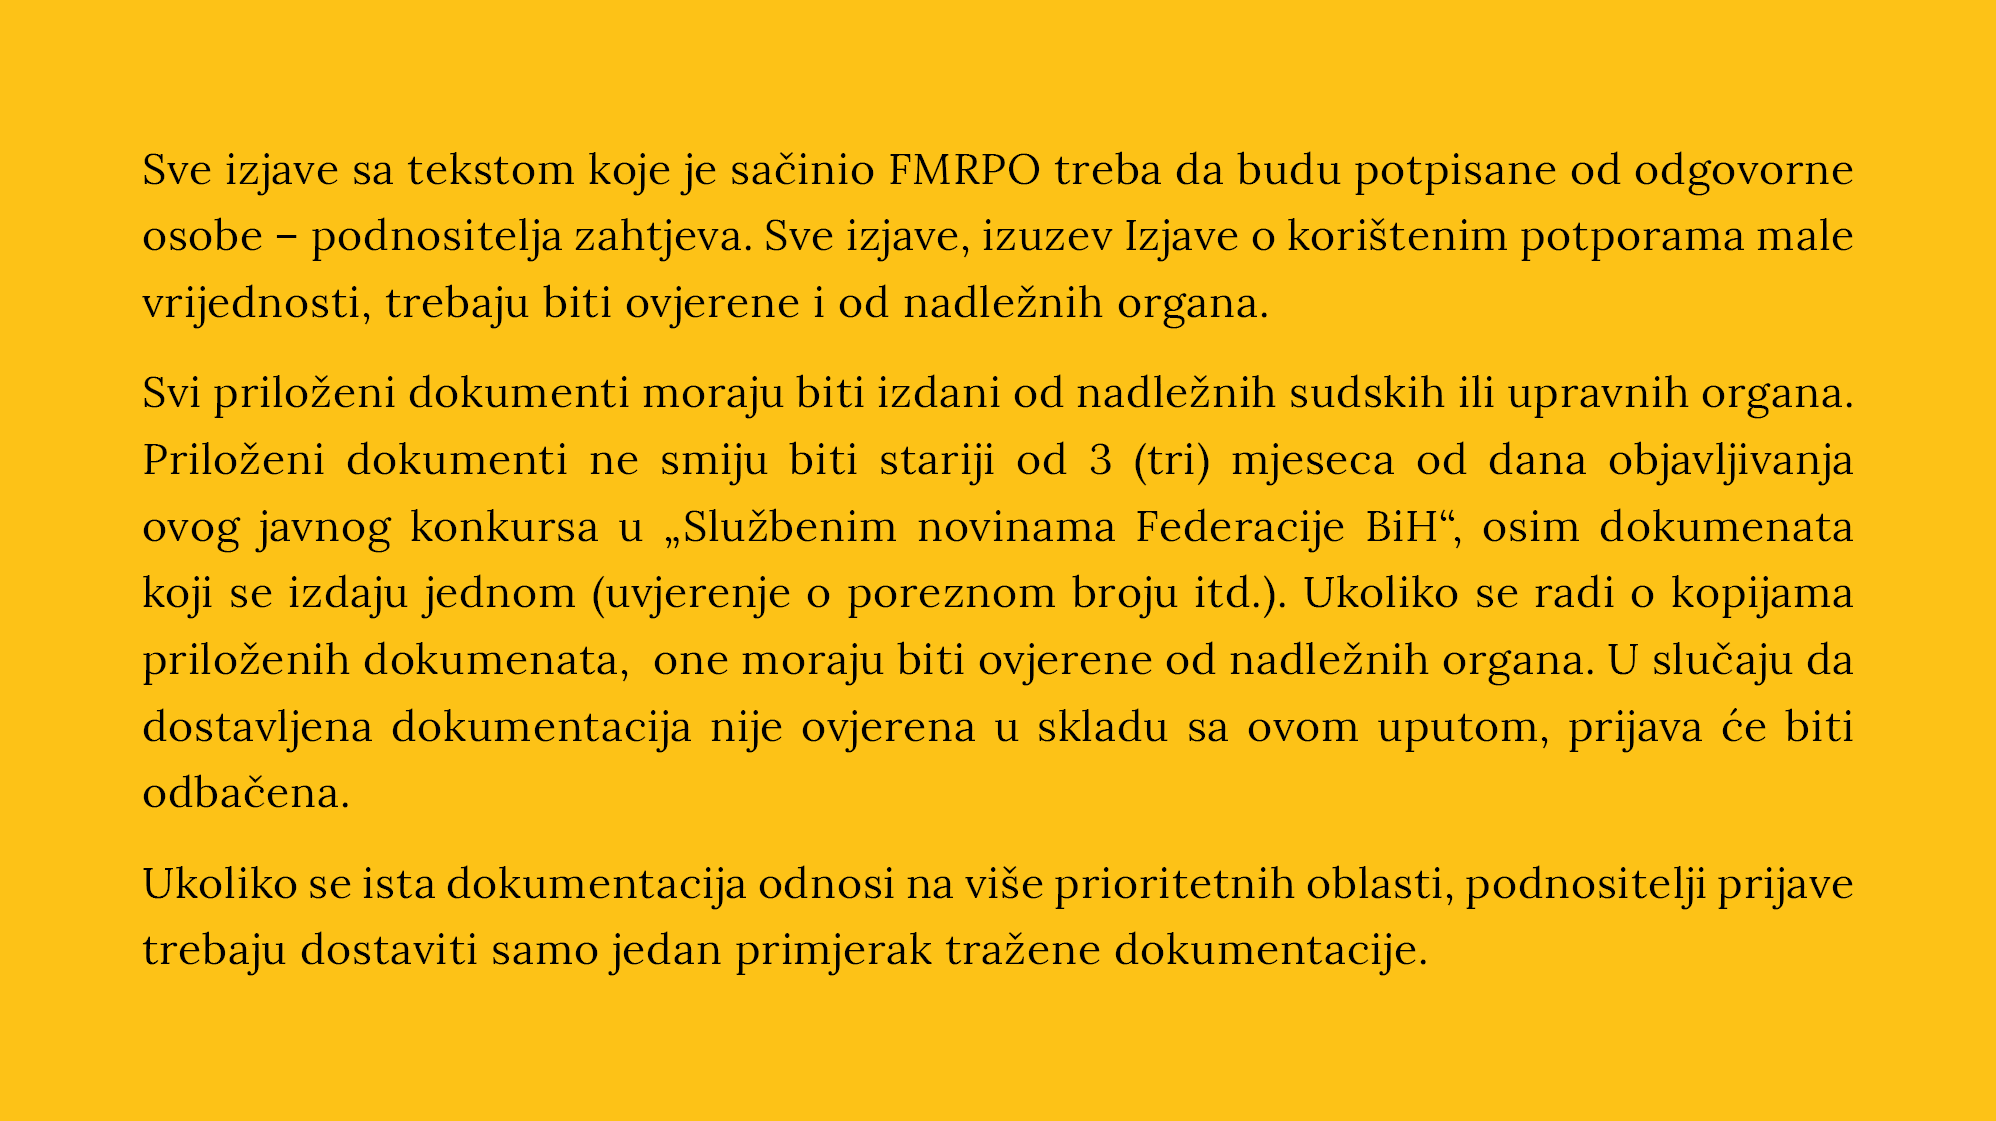 Sve izjave sa tekstom koje je sačinio FMRPO treba da budu potpisane od odgovorne
osobe – podnositelja zahtjeva. Sve izjave, izuzev Izjave o korištenim potporama male
vrijednosti, trebaju biti ovjerene i od nadležnih organa.
Svi priloženi dokumenti moraju biti izdani od nadležnih sudskih ili upravnih organa.
Priloženi dokumenti ne smiju biti stariji od 3 (tri) mjeseca od dana objavljivanja
ovog javnog konkursa u „Službenim novinama Federacije BiH“, osim dokumenata
koji se izdaju jednom (uvjerenje o poreznom broju itd.). Ukoliko se radi o kopijama
priloženih dokumenata,  one moraju biti ovjerene od nadležnih organa. U slučaju da
dostavljena dokumentacija nije ovjerena u skladu sa ovom uputom, prijava će biti
odbačena.
Ukoliko se ista dokumentacija odnosi na više prioritetnih oblasti, podnositelji prijave
trebaju dostaviti samo jedan primjerak tražene dokumentacije.